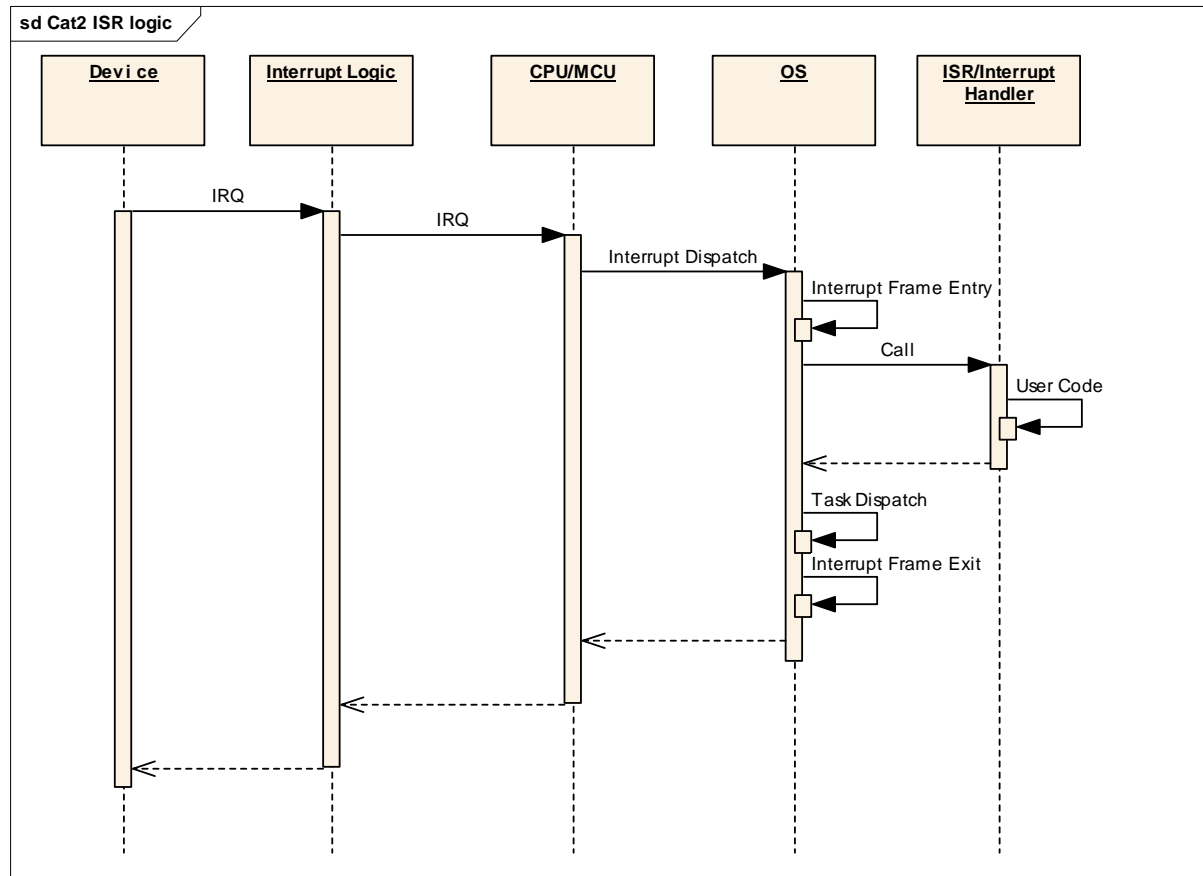 sd Cat2 ISR logic
Device
Interrupt Logic
CPU/MCU
OS
ISR/Interrupt
Handler
IRQ
IRQ
Interrupt Dispatch
Interrupt Frame Entry
Call
User Code
Task Dispatch
Interrupt Frame Exit